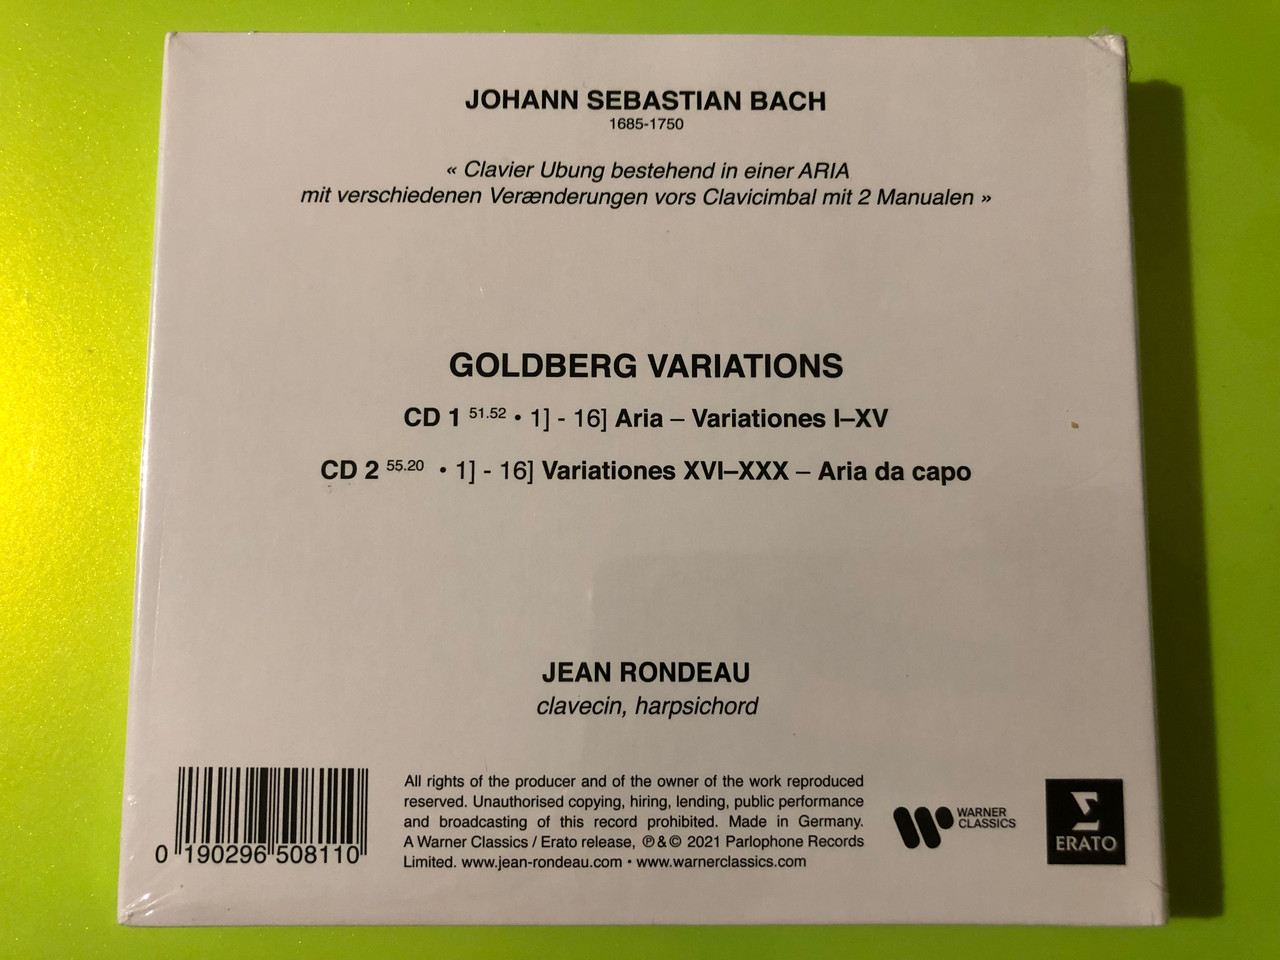 JOHANN SEBASTIAN BACH
1685-1750
« Clavier Ubung bestehend in einer ARIA
mit verschiedenen Verænderungen vors Clavicimbal mit 2 Manualen »
GOLDBERG VARIATIONS
CD 1 51.52 • 1] - 16] Aria – Variationes I–XV
CD 2 55.20 • 1] - 16] Variationes XVI–XXX – Aria da capo
JEAN RONDEAU
clavecin, harpsichord
All rights of the producer and of the owner of the work reproduced
reserved. Unauthorised copying, hiring, lending, public performance
and broadcasting of this record prohibited. Made in Germany.
A Warner Classics / Erato release, ℗ & © 2021 Parlophone Records
Limited. www.jean-rondeau.com • www.warnerclassics.com
0 190296 508110
WARNER
CLASSICS
ERATO